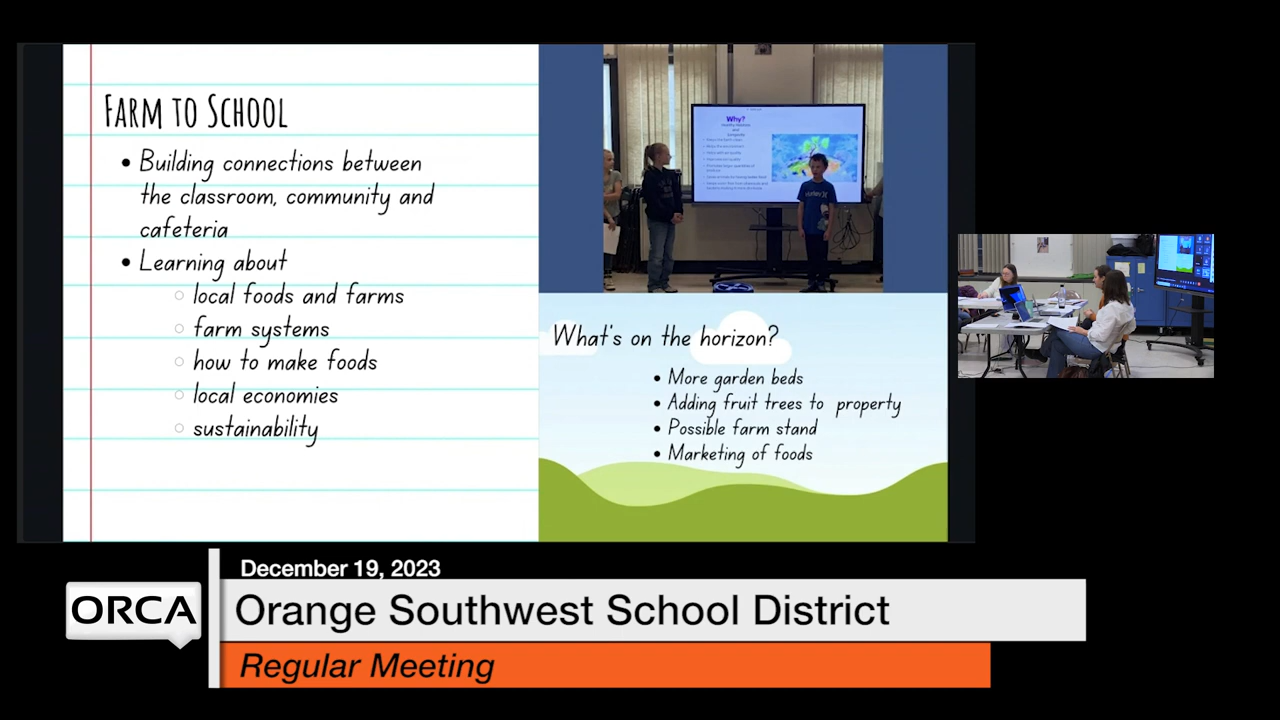 FARM TO SCHOOL
• Building connections between
the classroom, community and
cafeteria
• Learning about
○ local foods and farms
○ farm systems
○ how to make foods
○ local economies
○ sustainability
Why?
What's on the horizon?
• More garden beds
• Adding fruit trees to property
• Possible farm stand
• Marketing of foods
December 19, 2023
ORCA
Orange Southwest School District
Regular Meeting